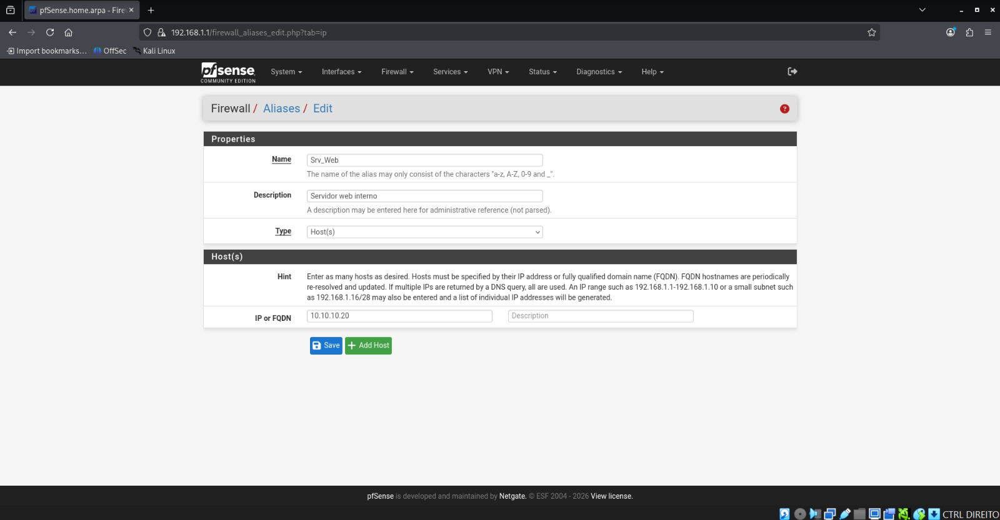 pfSense.home.arpa - Fire
192.168.1.1/firewall_aliases_edit.php?tab=ip
Import bookmarks... OffSec Kali Linux
pfsense COMMUNITY EDITION System Interfaces Firewall Services VPN Status Diagnostics Help
Firewall / Aliases / Edit
Properties
Name Srv_Web
The name of the alias may only consist of the characters "a-z, A-Z, 0-9 and _".
Description Servidor web interno
A description may be entered here for administrative reference (not parsed).
Type Host(s)
Host(s)
Hint Enter as many hosts as desired. Hosts must be specified by their IP address or fully qualified domain name (FQDN). FQDN hostnames are periodically
re-resolved and updated. If multiple IPs are returned by a DNS query, all are used. An IP range such as 192.168.1.1-192.168.1.10 or a small subnet such
as 192.168.1.16/28 may also be entered and a list of individual IP addresses will be generated.
IP or FQDN 10.10.10.20 Description
Save Add Host
pfSense is developed and maintained by Netgate. © ESF 2004 - 2026 View license.
CTRL DIREITO